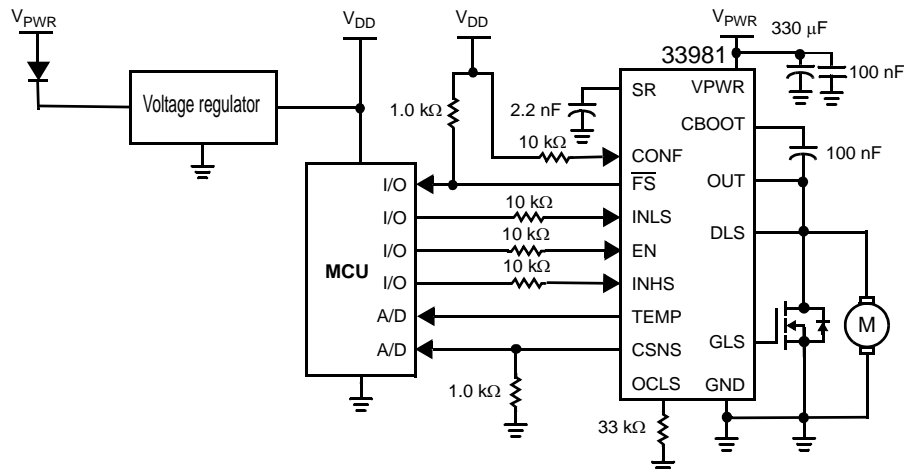 VPWR
VDD
VDD
VPWR
330 μF
100 nF
33981
Voltage regulator
1.0 kΩ
2.2 nF
SR
VPWR
CBOOT
10 kΩ
CONF
100 nF
I/O
FS
OUT
10 kΩ
I/O
INLS
DLS
10 kΩ
I/O
EN
MCU
10 kΩ
I/O
INHS
M
A/D
TEMP
GLS
A/D
CSNS
1.0 kΩ
OCLS
GND
33 kΩ